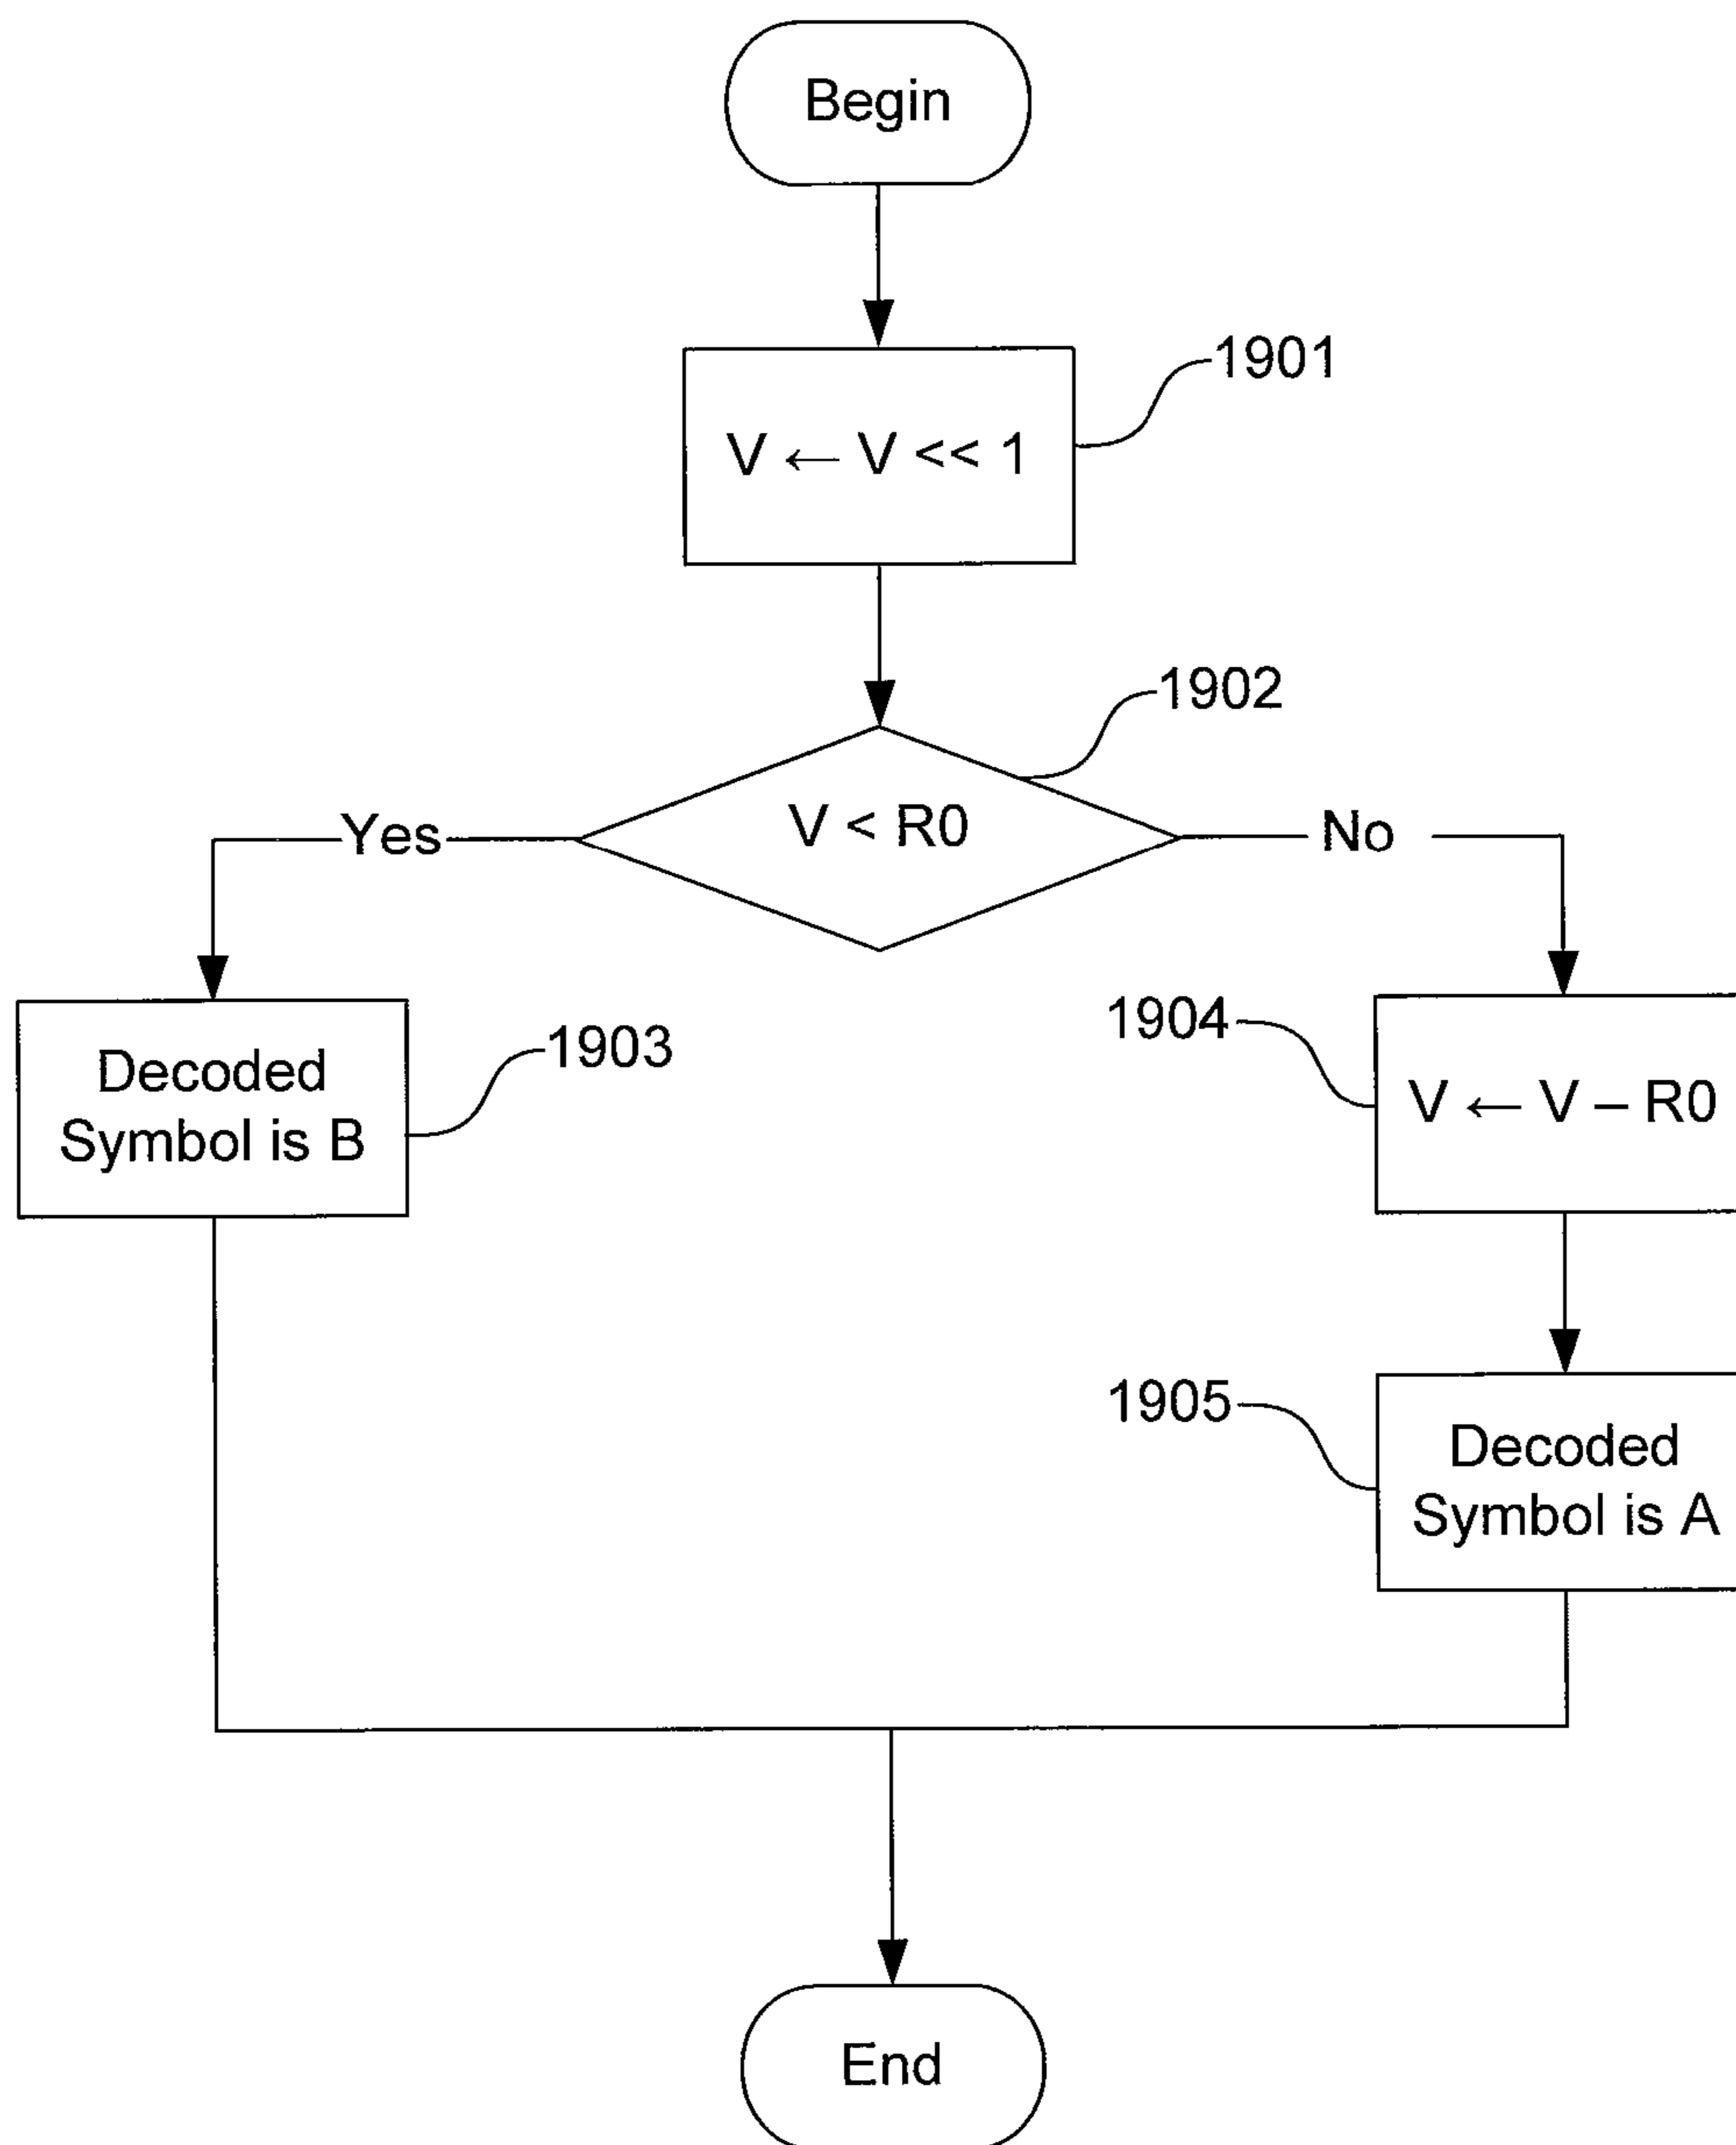 Begin
1901
V ← V << 1
1902
V < R0
Yes
No
1903
Decoded
Symbol is B
1904
V ← V – R0
1905
Decoded
Symbol is A
End